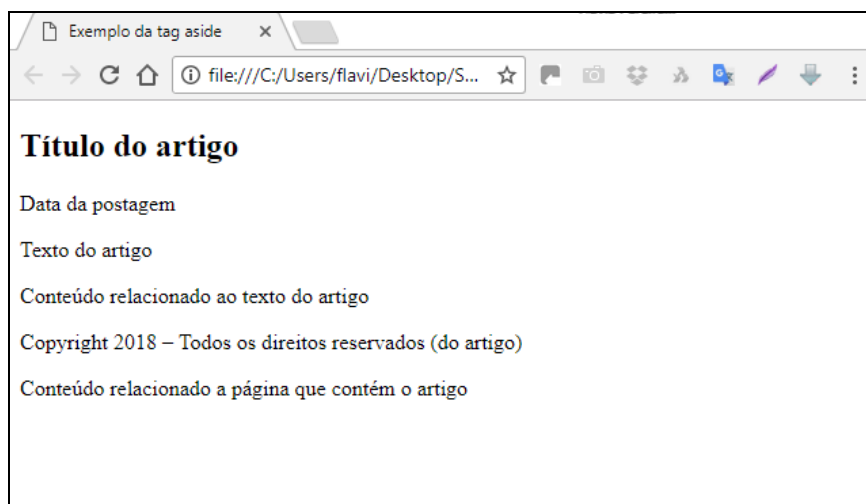 Exemplo da tag aside
file:///C:/Users/flavi/Desktop/S...
Título do artigo
Data da postagem
Texto do artigo
Conteúdo relacionado ao texto do artigo
Copyright 2018 – Todos os direitos reservados (do artigo)
Conteúdo relacionado a página que contém o artigo